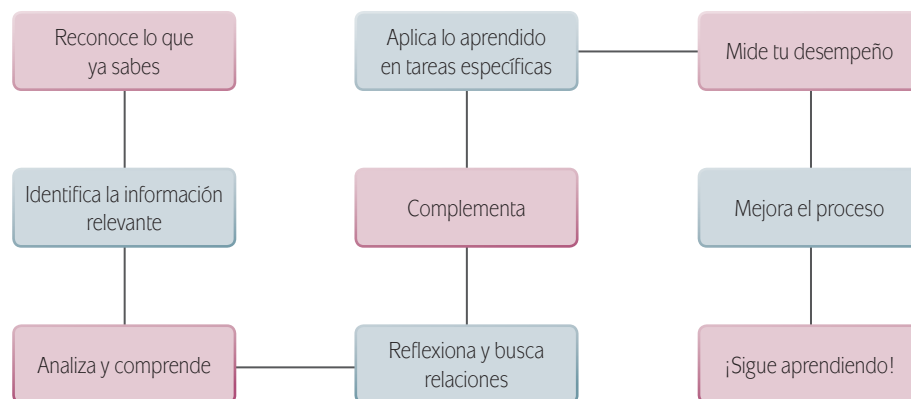 Reconoce lo que
ya sabes
Identifica la información
relevante
Analiza y comprende
Reflexiona y busca
relaciones
Complementa
Aplica lo aprendido
en tareas específicas
Mide tu desempeño
Mejora el proceso
¡Sigue aprendiendo!